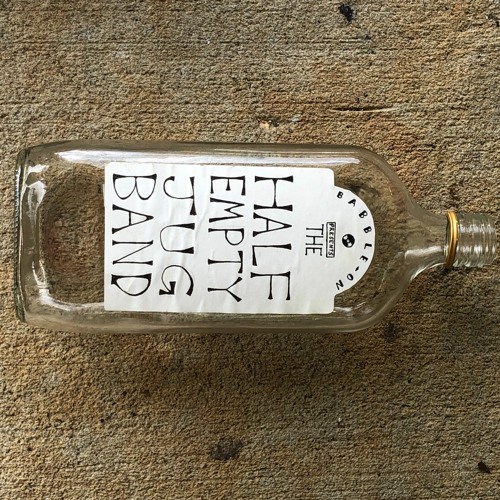 BABBLE-ON
PRESENTS
THE
HALF
EMPTY
JUG
BAND